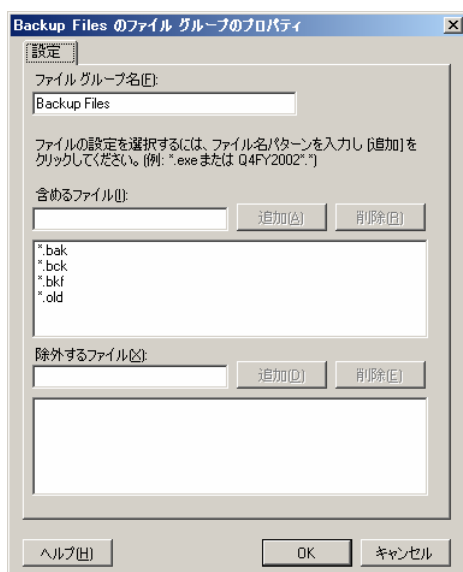 Backup Files のファイル グループのプロパティ
設定
ファイル グループ名(F):
Backup Files
ファイルの設定を選択するには、ファイル名パターンを入力し [追加] を
クリックしてください。(例: *.exe または Q4FY2002*.*)
含めるファイル(I):
追加(A) 削除(R)
*.bak
*.bck
*.bkf
*.old
除外するファイル(X):
追加(D) 削除(E)
ヘルプ(H) OK キャンセル